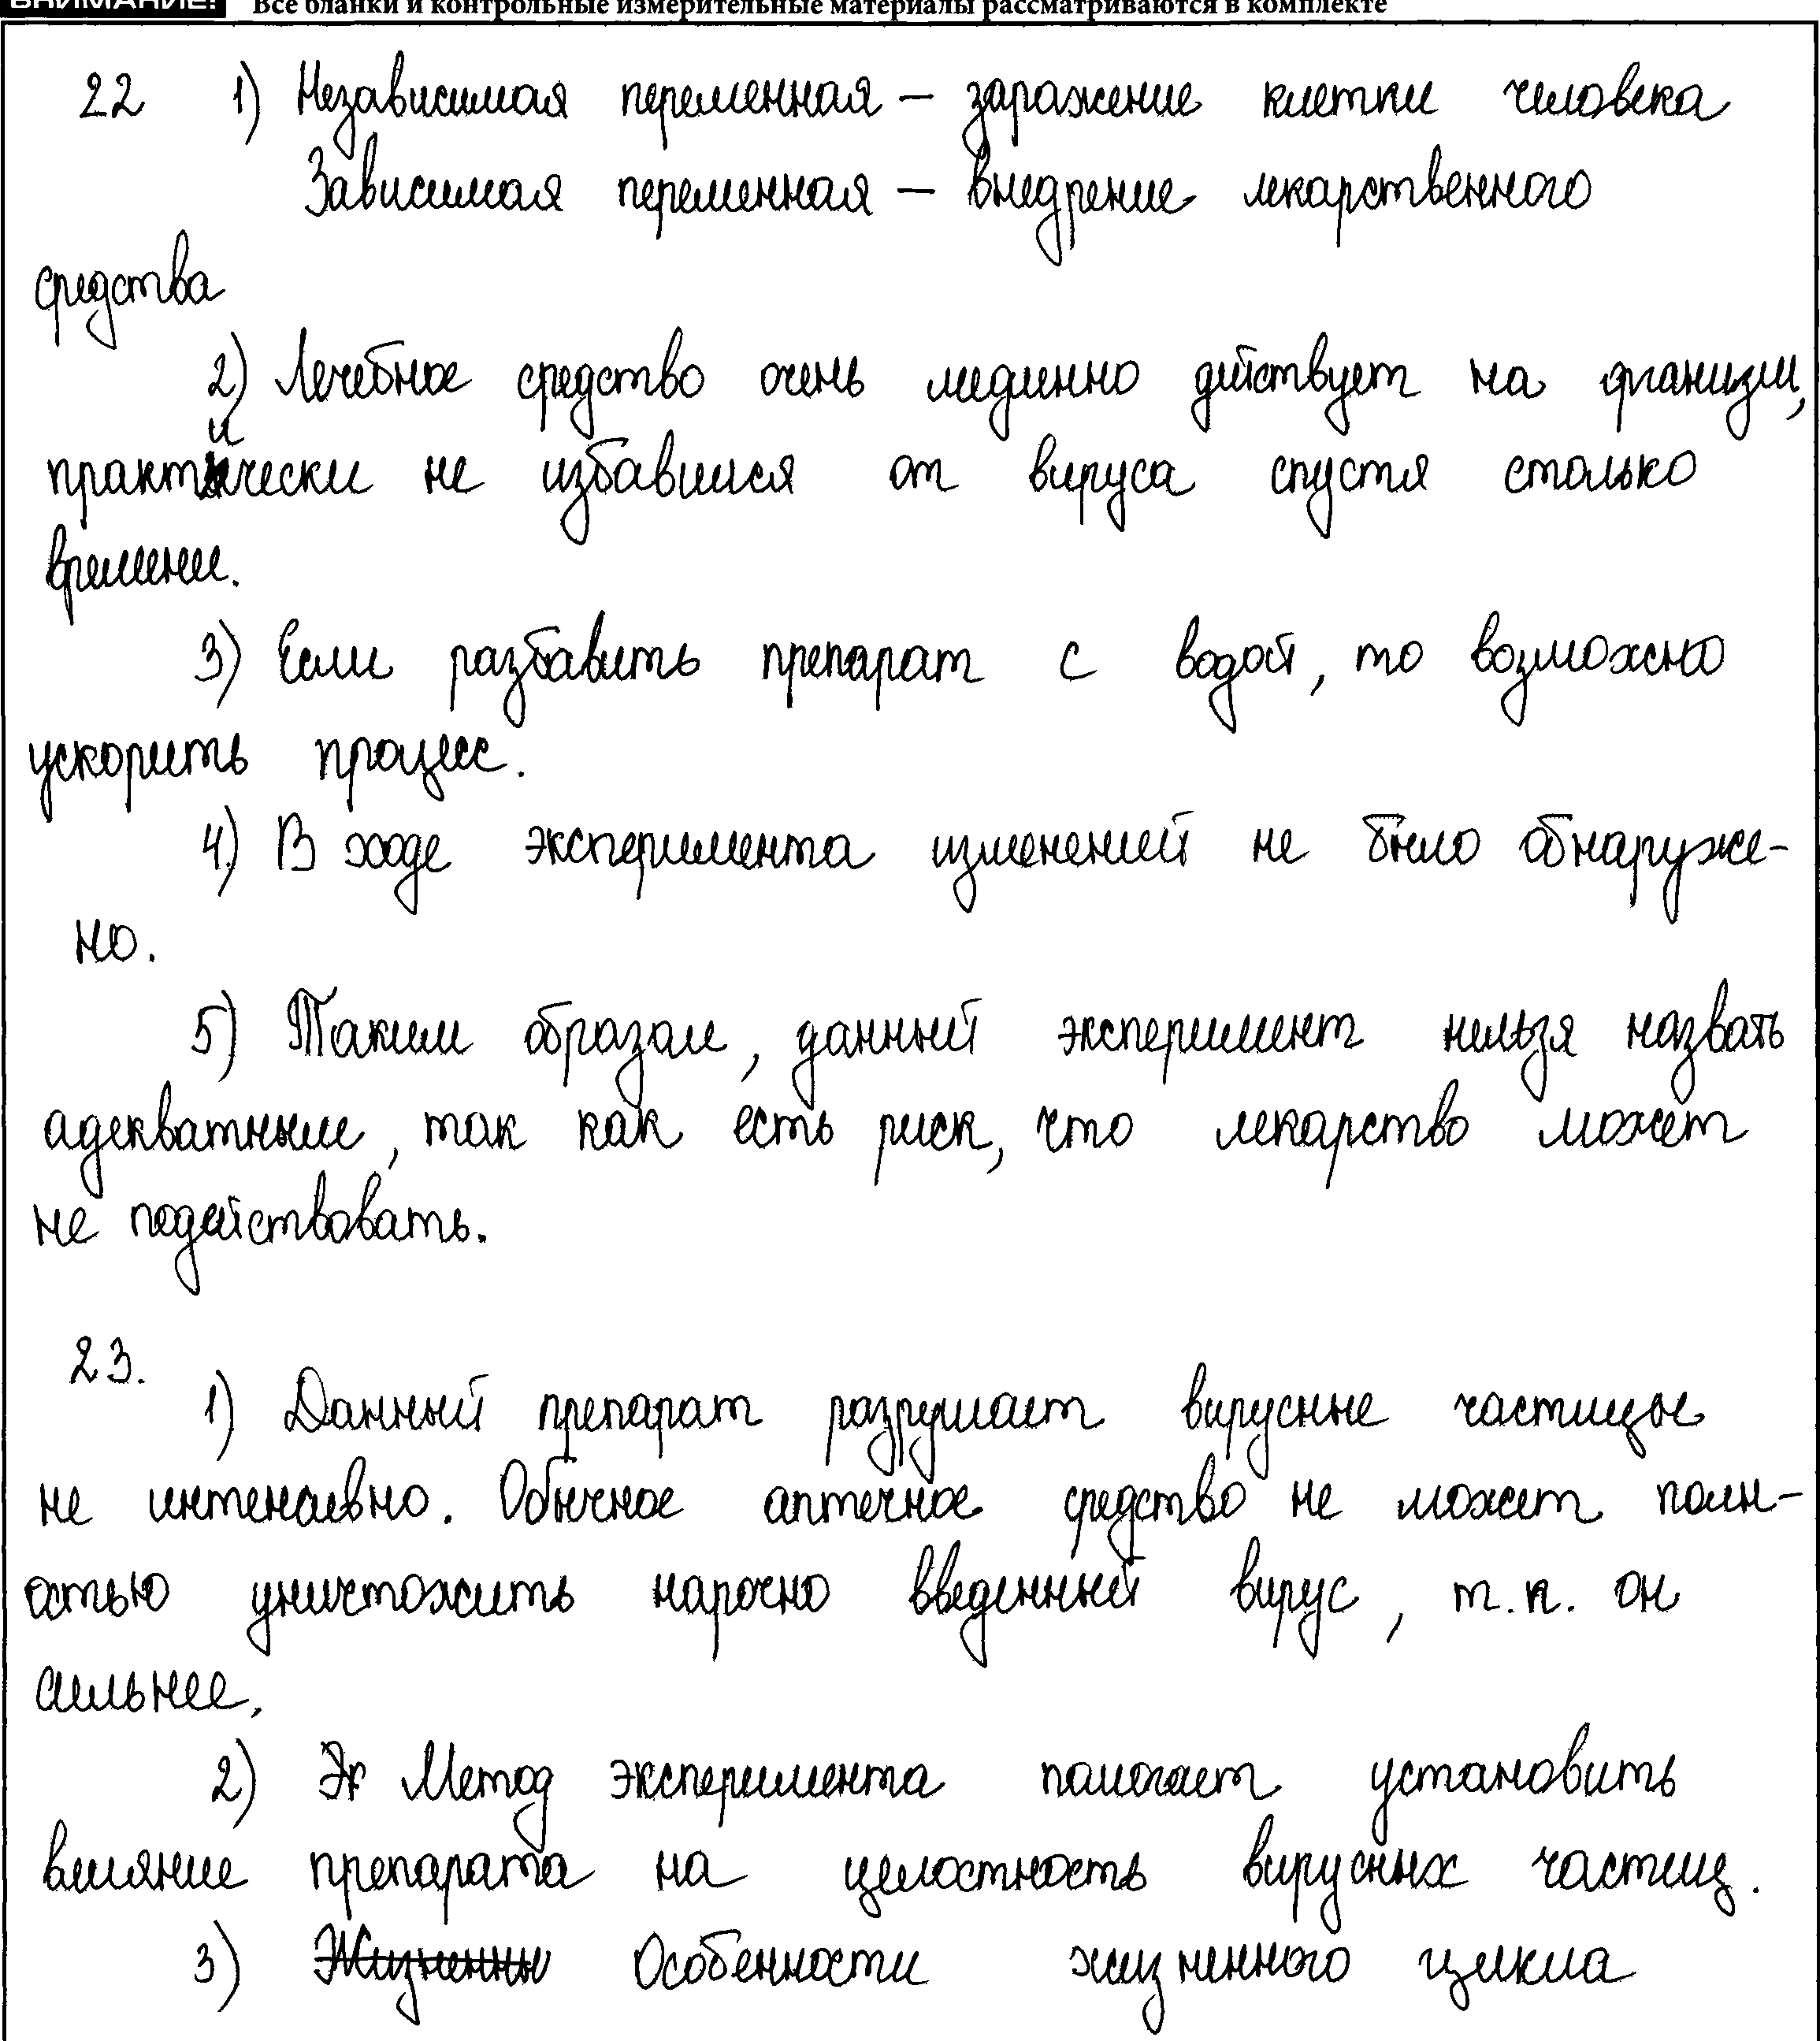 ВНИМАНИЕ! Все бланки и контрольные измерительные материалы рассматриваются в комплекте
22 1) Независимая переменная – заражение клетки человека
Зависимая переменная – внедрение лекарственного
средства
2) Лечебное средство очень медленно действует на организм,
практически не избавился от вируса спустя столько
времени.
3) Если разбавить препарат с водой, то возможно
ускорить процесс.
4) В ходе эксперимента изменений не было обнаруже-
но.
5) Таким образом, данный эксперимент нельзя назвать
адекватным, так как есть риск, что лекарство может
не подействовать.
23.
1) Данный препарат разрушает вирусные частицы
не интенсивно. Обычное аптечное средство не может полн-
остью уничтожить нарочно введенный вирус, т.к. он
сильнее.
2) Эк Метод эксперимента помогает установить
влияние препарата на целостность вирусных частиц.
3) Жизненны Особенности жизненного цикла